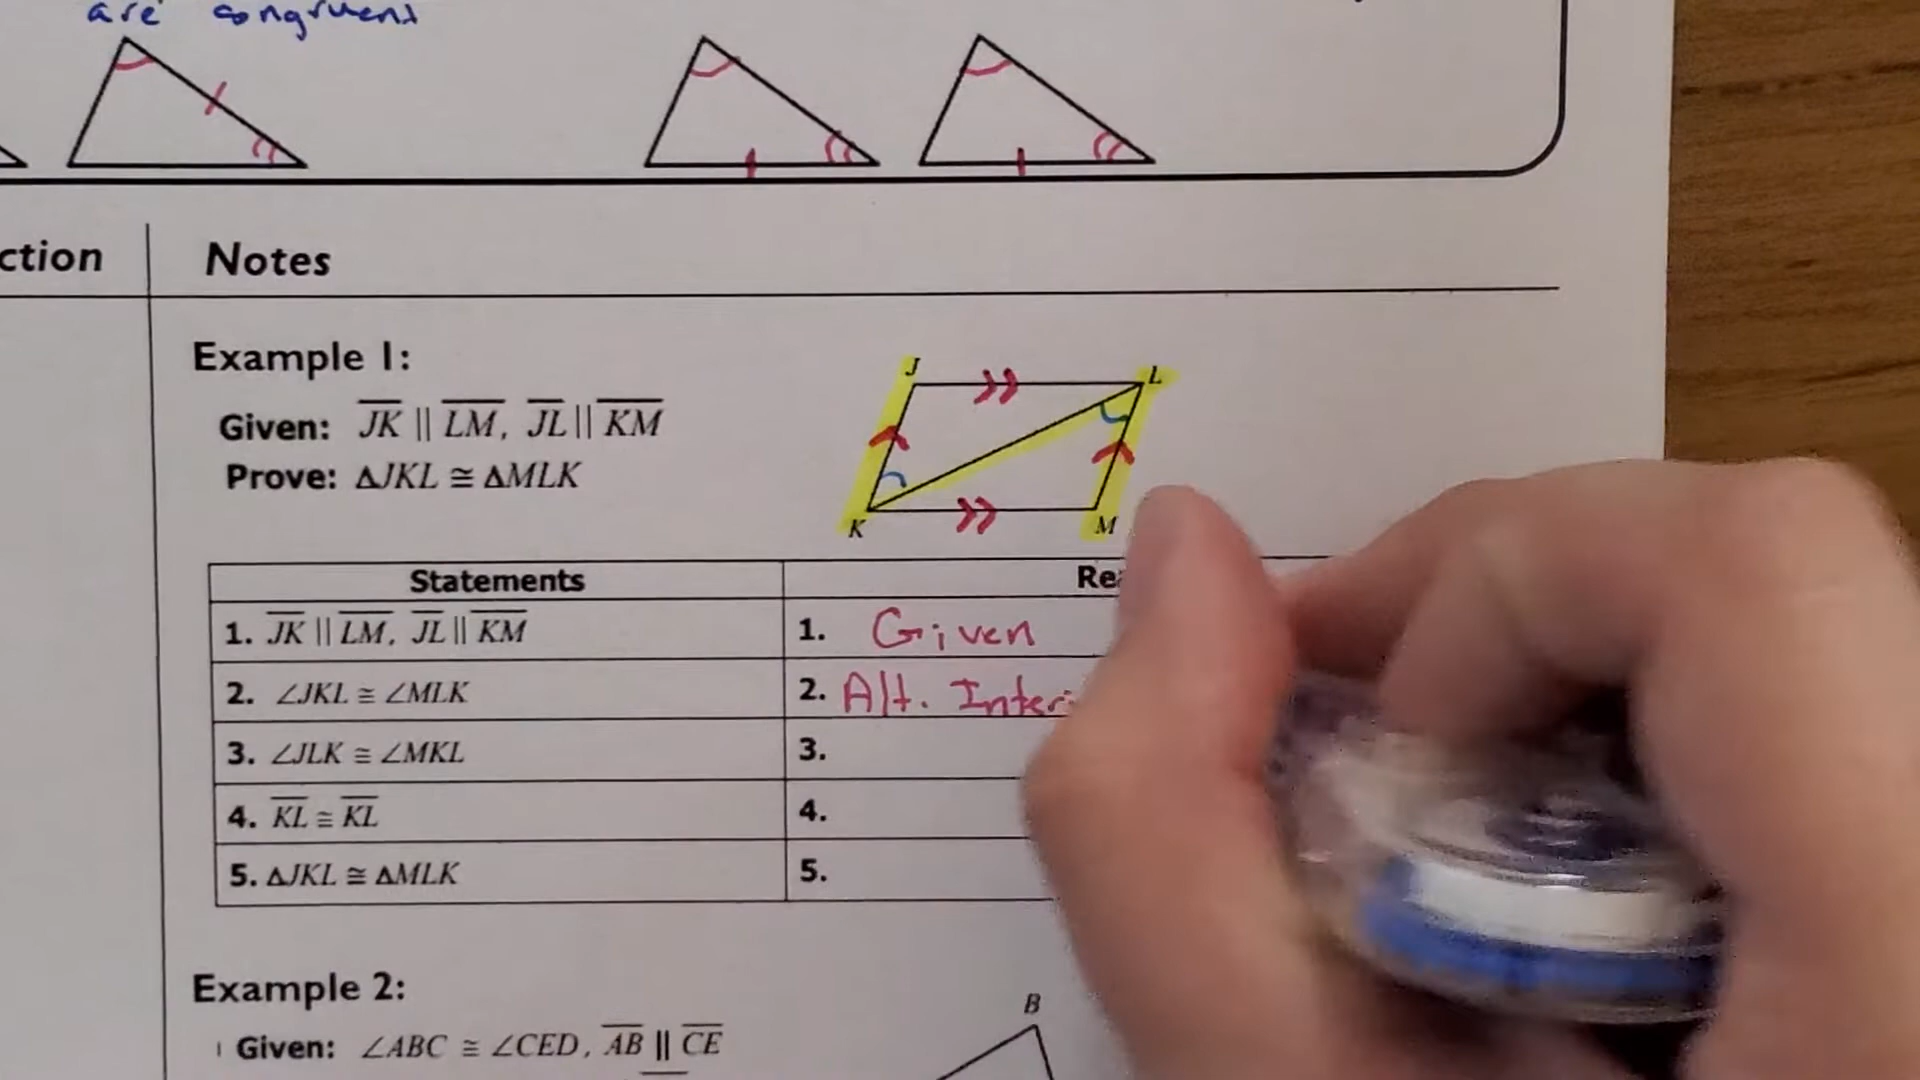 are congruent
ction
Notes
Example 1:
Given: JK || LM, JL || KM
Prove: ΔJKL ≅ ΔMLK
J
L
K
M
Statements
Rea
1. JK || LM, JL || KM
1. Given
2. ∠JKL ≅ ∠MLK
2. Alt. Interi
3. ∠JLK ≅ ∠MKL
3.
4. KL ≅ KL
4.
5. ΔJKL ≅ ΔMLK
5.
Example 2:
Given: ∠ABC ≅ ∠CED, AB || CE
B